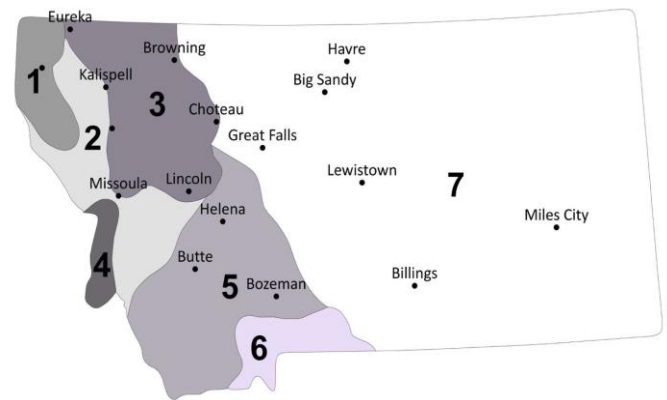 Eureka
Browning
Havre
1
Kalispell
Big Sandy
3
Choteau
2
Great Falls
Missoula
Lincoln
Lewistown
7
Helena
Miles City
4
Butte
5
Bozeman
Billings
6